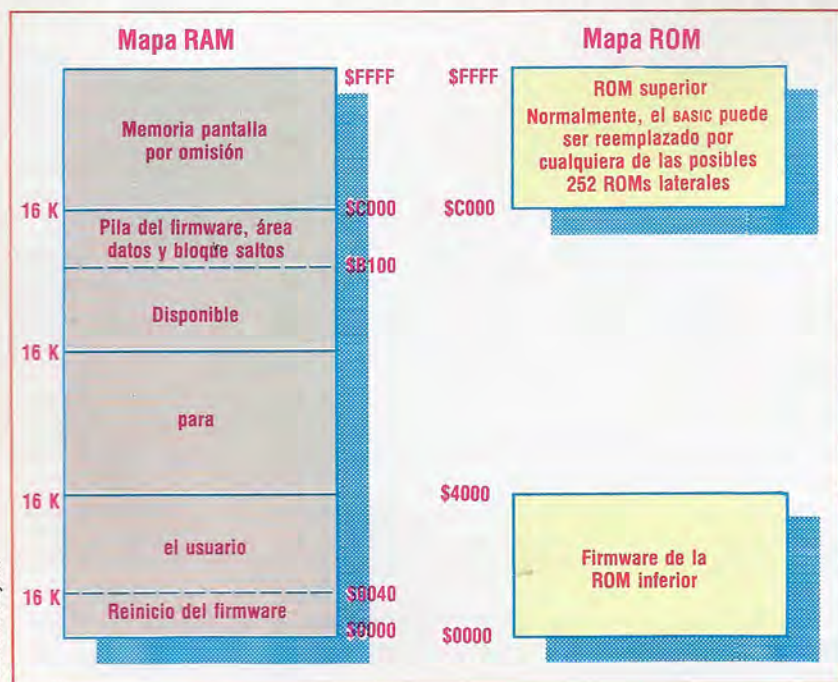 Mapa RAM
$FFFF
Memoria pantalla
por omisión
16 K
$C000
Pila del firmware, área
datos y bloque saltos
$B100
Disponible
16 K
para
16 K
el usuario
16 K
$0040
Reinicio del firmware
$0000
Mapa ROM
$FFFF
ROM superior
Normalmente, el BASIC puede
ser reemplazado por
cualquiera de las posibles
252 ROMs laterales
$C000
$4000
Firmware de la
ROM inferior
$0000